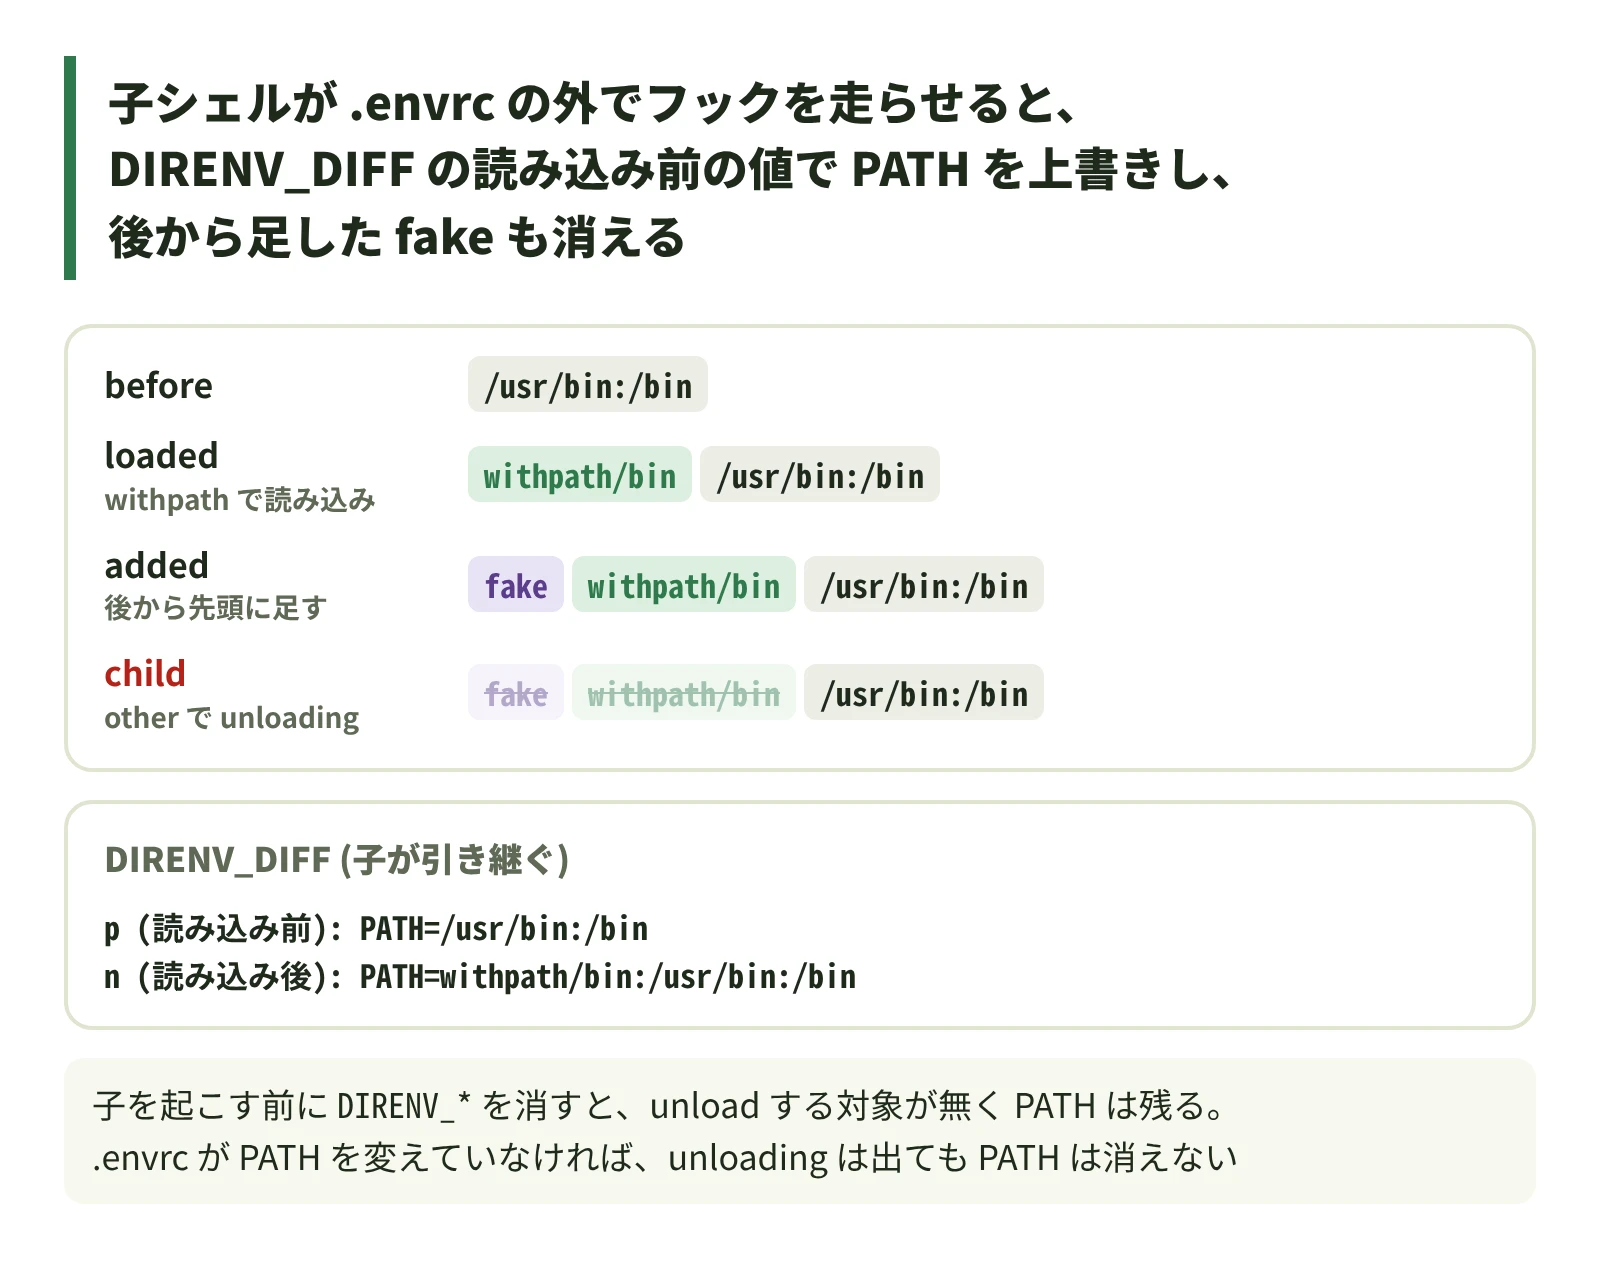 子シェルが .envrc の外でフックを走らせると、
DIRENV_DIFF の読み込み前の値で PATH を上書きし、
後から足した fake も消える
before /usr/bin:/bin
loaded withpath/bin /usr/bin:/bin
withpath で読み込み
added fake withpath/bin /usr/bin:/bin
後から先頭に足す
child fake withpath/bin /usr/bin:/bin
other で unloading
DIRENV_DIFF (子が引き継ぐ)
p (読み込み前): PATH=/usr/bin:/bin
n (読み込み後): PATH=withpath/bin:/usr/bin:/bin
子を起こす前に DIRENV_* を消すと、unload する対象が無く PATH は残る。
.envrc が PATH を変えていなければ、unloading は出ても PATH は消えない